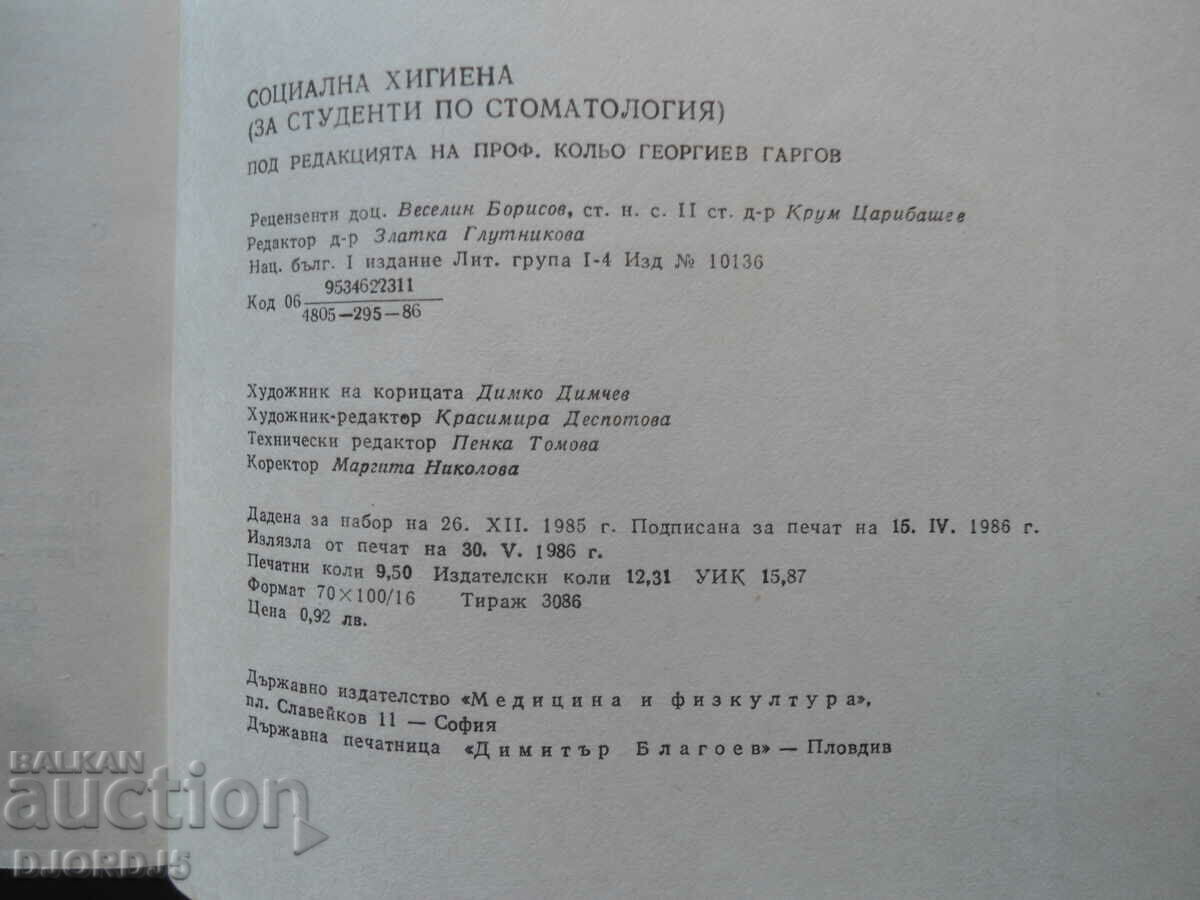 СОЦИАЛНА ХИГИЕНА
(ЗА СТУДЕНТИ ПО СТОМАТОЛОГИЯ)
ПОД РЕДАКЦИЯТА НА ПРОФ. КОЛЬО ГЕОРГИЕВ ГАРГОВ
Рецензенти доц. Веселин Борисов, ст. н. с. II ст. д-р Крум Царибашев
Редактор д-р Златка Глутникова
Нац. бълг. I издание Лит. група I-4 Изд № 10136
Код 06 9534622311
4805—295—86
Художник на корицата Димко Димчев
Художник-редактор Красимира Деспотова
Технически редактор Пенка Томова
Коректор Маргита Николова
Дадена за набор на 26. XII. 1985 г. Подписана за печат на 15. IV. 1986 г.
Излязла от печат на 30. V. 1986 г.
Печатни коли 9,50 Издателски коли 12,31 УИК 15,87
Формат 70×100/16 Тираж 3086
Цена 0,92 лв.
Държавно издателство «Медицина и физкултура»,
пл. Славейков 11 — София
Държавна печатница «Димитър Благоев» — Пловдив
BALKAN
auction
DJORDJ5